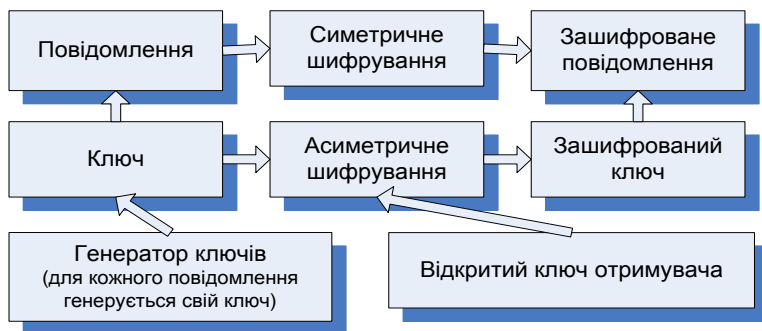 Повідомлення
Симетричне
шифрування
Зашифроване
повідомлення
Ключ
Асиметричне
шифрування
Зашифрований
ключ
Генератор ключів
(для кожного повідомлення
генерується свій ключ)
Відкритий ключ отримувача